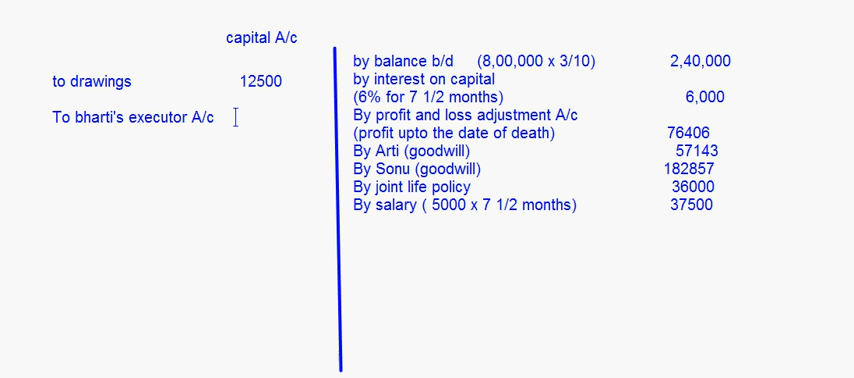 capital A/c
to drawings 12500
To bharti's executor A/c
by balance b/d (8,00,000 x 3/10) 2,40,000
by interest on capital
(6% for 7 1/2 months) 6,000
By profit and loss adjustment A/c
(profit upto the date of death) 76406
By Arti (goodwill) 57143
By Sonu (goodwill) 182857
By joint life policy 36000
By salary ( 5000 x 7 1/2 months) 37500